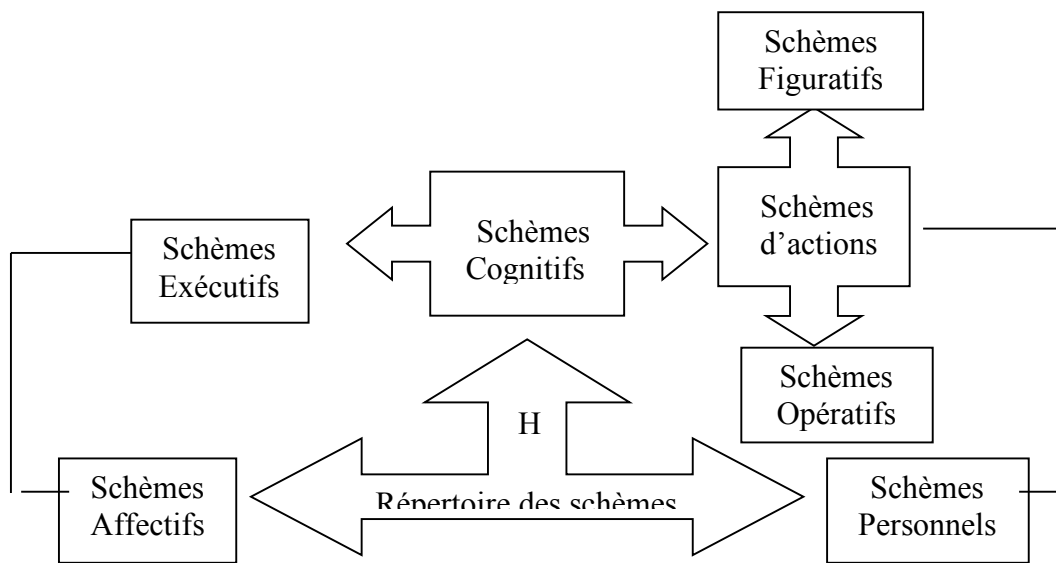 Schèmes
Figuratifs
Schèmes
d’actions
Schèmes
Cognitifs
Schèmes
Exécutifs
Schèmes
Opératifs
H
Répertoire des schèmes
Schèmes
Affectifs
Schèmes
Personnels